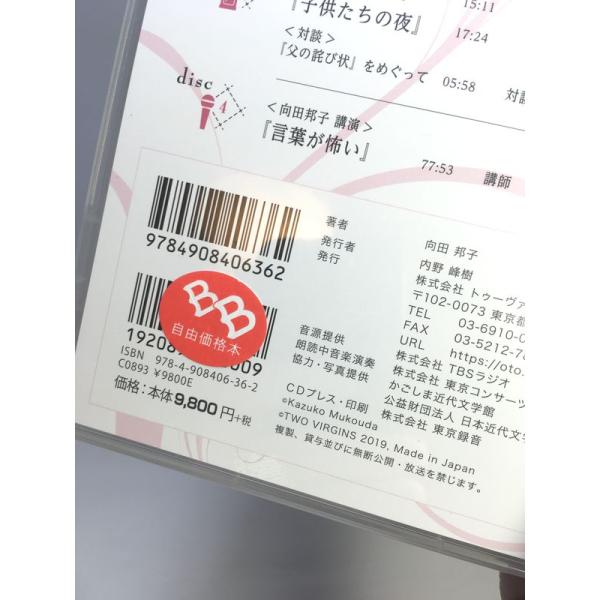 15:11
『子供たちの夜』 17:24
＜対談＞
『父の詫び状』をめぐって 05:58 対談
disc 4
＜向田邦子 講演＞
『言葉が怖い』 77:53 講師
9784908406362
著者 向田 邦子
発行者 内野 峰樹
発行 株式会社 トゥーヴァ
〒102-0073 東京都
TEL 03-6910-0
FAX 03-5212-78
URL https://oto.
音源提供 株式会社 TBSラジオ
朗読中音楽演奏 株式会社 東京コンサーツ
協力・写真提供 かごしま近代文学館
公益財団法人 日本近代文学
CDプレス・印刷 株式会社 東京録音
©Kazuko Mukouda
©TWO VIRGINS 2019, Made in Japan
複製、貸与並びに無断公開・放送を禁じます。
BB
自由価格本
19208
009
ISBN 978-4-908406-36-2
C0893 ¥9800E
価格：本体9,800円+税